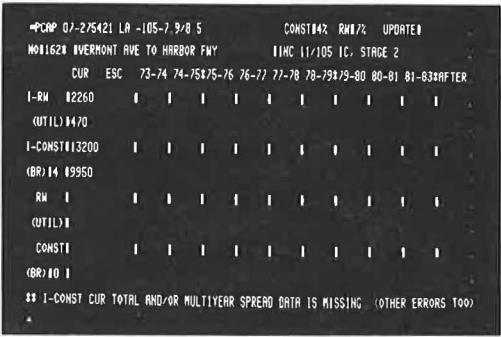 =PCAP 07-275421 LA -105-7.9/8.5 CONST▮4% RW▮7% UPDATE▮
NO▮162‡ ▮VERMONT AVE TO HARBOR FWY ▮INC 11/105 IC, STAGE 2
CUR ESC 73-74 74-75‡75-76 76-77 77-78 78-79‡79-80 80-81 81-83‡AFTER
I-RW ▮2260 ▮ ▮ ▮ ▮ ▮ ▮ ▮ ▮ ▮
(UTIL)▮470
I-CONST▮13200 ▮ ▮ ▮ ▮ ▮ ▮ ▮ ▮ ▮
(BR)▮4 ▮9950
RW ▮ ▮ ▮ ▮ ▮ ▮ ▮ ▮ ▮ ▮
(UTIL)▮
CONST▮ ▮ ▮ ▮ ▮ ▮ ▮ ▮ ▮ ▮
(BR)▮0 ▮
‡‡ I-CONST CUR TOTAL AND/OR MULTIYEAR SPREAD DATA IS MISSING (OTHER ERRORS TOO)